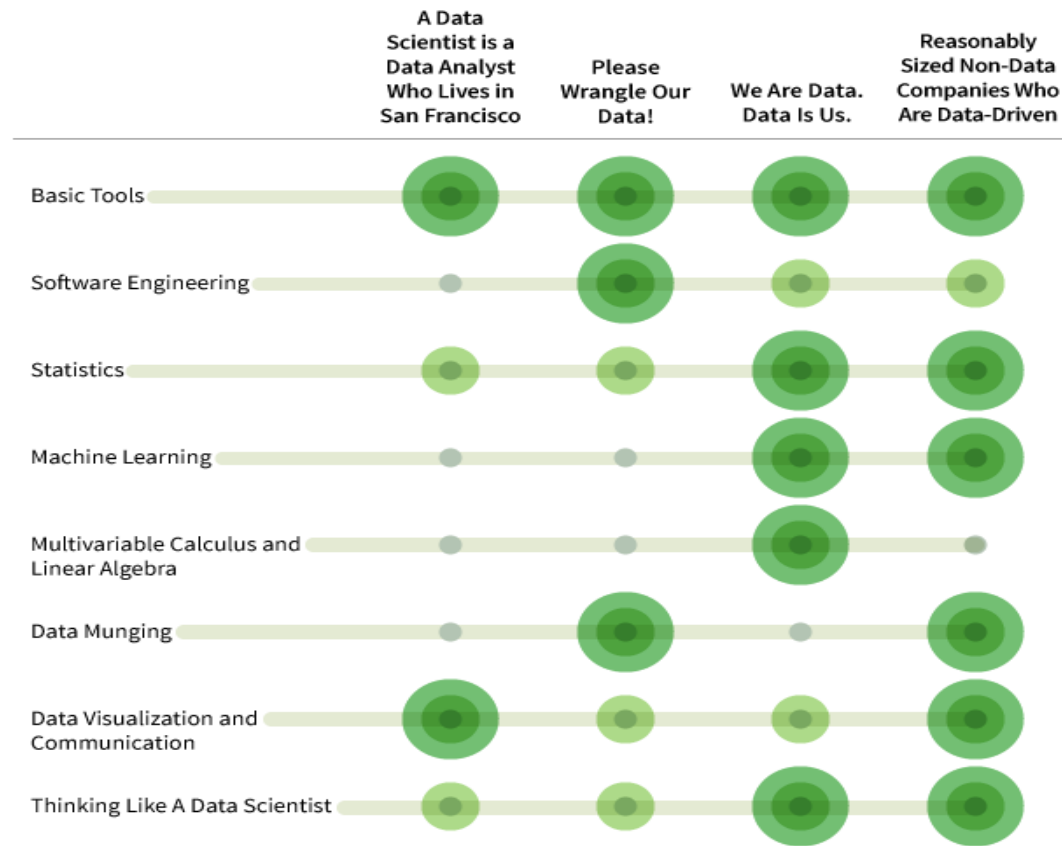 A Data
Scientist is a
Data Analyst
Who Lives in
San Francisco
Please
Wrangle Our
Data!
We Are Data.
Data Is Us.
Reasonably
Sized Non-Data
Companies Who
Are Data-Driven
Basic Tools
Software Engineering
Statistics
Machine Learning
Multivariable Calculus and
Linear Algebra
Data Munging
Data Visualization and
Communication
Thinking Like A Data Scientist